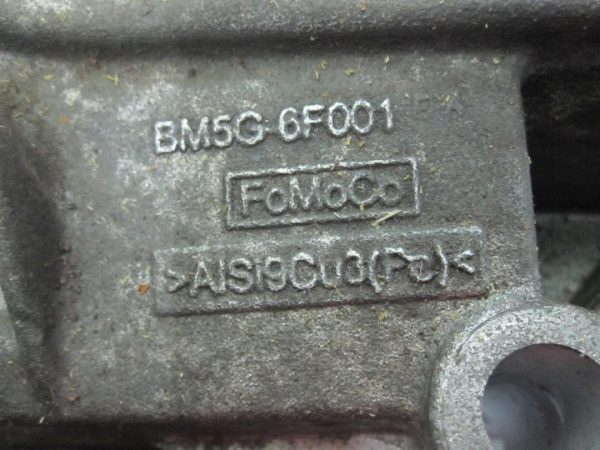 BM5G-6F001
FoMoCo
>AlSi9Cu3(Fe)<